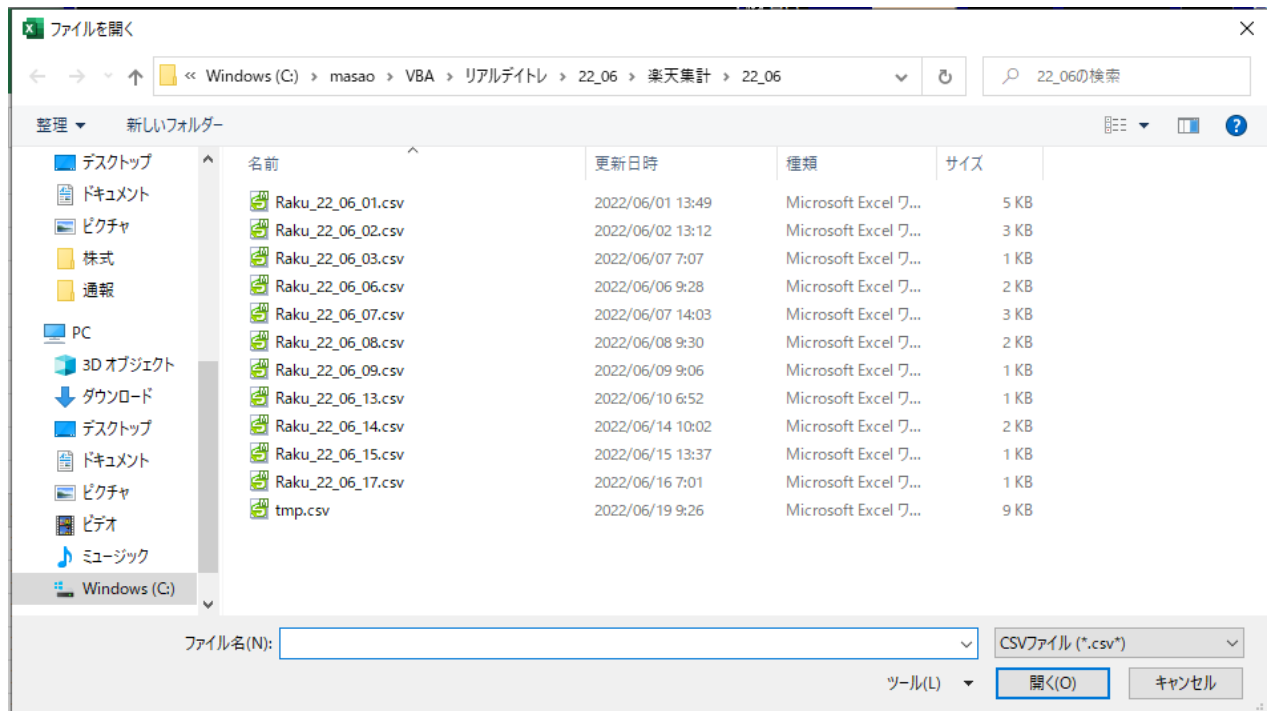 ファイルを開く
« Windows (C:) › masao › VBA › リアルデイトレ › 22_06 › 楽天集計 › 22_06
22_06の検索
整理 新しいフォルダー
デスクトップ
ドキュメント
ピクチャ
株式
通報
PC
3D オブジェクト
ダウンロード
デスクトップ
ドキュメント
ピクチャ
ビデオ
ミュージック
Windows (C:)
名前 更新日時 種類 サイズ
Raku_22_06_01.csv 2022/06/01 13:49 Microsoft Excel ワ... 5 KB
Raku_22_06_02.csv 2022/06/02 13:12 Microsoft Excel ワ... 3 KB
Raku_22_06_03.csv 2022/06/07 7:07 Microsoft Excel ワ... 1 KB
Raku_22_06_06.csv 2022/06/06 9:28 Microsoft Excel ワ... 2 KB
Raku_22_06_07.csv 2022/06/07 14:03 Microsoft Excel ワ... 3 KB
Raku_22_06_08.csv 2022/06/08 9:30 Microsoft Excel ワ... 2 KB
Raku_22_06_09.csv 2022/06/09 9:06 Microsoft Excel ワ... 1 KB
Raku_22_06_13.csv 2022/06/10 6:52 Microsoft Excel ワ... 1 KB
Raku_22_06_14.csv 2022/06/14 10:02 Microsoft Excel ワ... 2 KB
Raku_22_06_15.csv 2022/06/15 13:37 Microsoft Excel ワ... 1 KB
Raku_22_06_17.csv 2022/06/16 7:01 Microsoft Excel ワ... 1 KB
tmp.csv 2022/06/19 9:26 Microsoft Excel ワ... 9 KB
ファイル名(N):
CSVファイル (*.csv*)
ツール(L) 開く(O) キャンセル